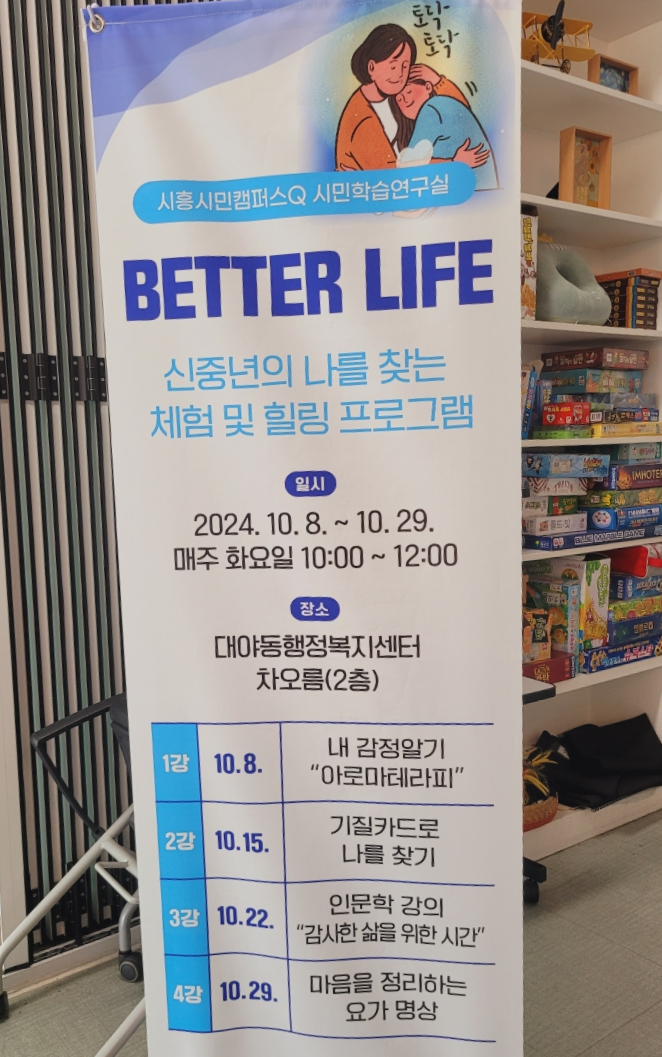 토닥
토닥
시흥시민캠퍼스Q 시민학습연구실
BETTER LIFE
신중년의 나를 찾는
체험 및 힐링 프로그램
일시
2024. 10. 8. ~ 10. 29.
매주 화요일 10:00 ~ 12:00
장소
대야동행정복지센터
차오름(2층)
1강 10.8. 내 감정알기
“아로마테라피”
2강 10.15. 기질카드로
나를 찾기
3강 10.22. 인문학 강의
“감사한 삶을 위한 시간”
4강 10.29. 마음을 정리하는
요가 명상
IMHOTEP
BLUE MARBLE GAME